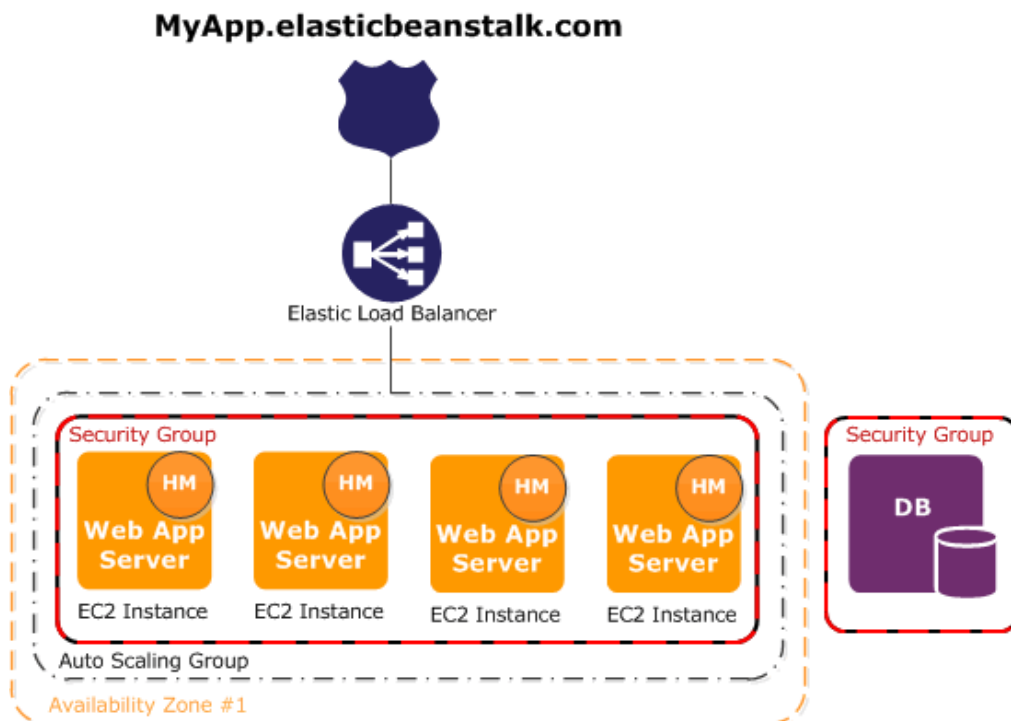 MyApp.elasticbeanstalk.com
Elastic Load Balancer
Security Group
HM
Web App
Server
EC2 Instance
HM
Web App
Server
EC2 Instance
HM
Web App
Server
EC2 Instance
HM
Web App
Server
EC2 Instance
Auto Scaling Group
Availability Zone #1
Security Group
DB